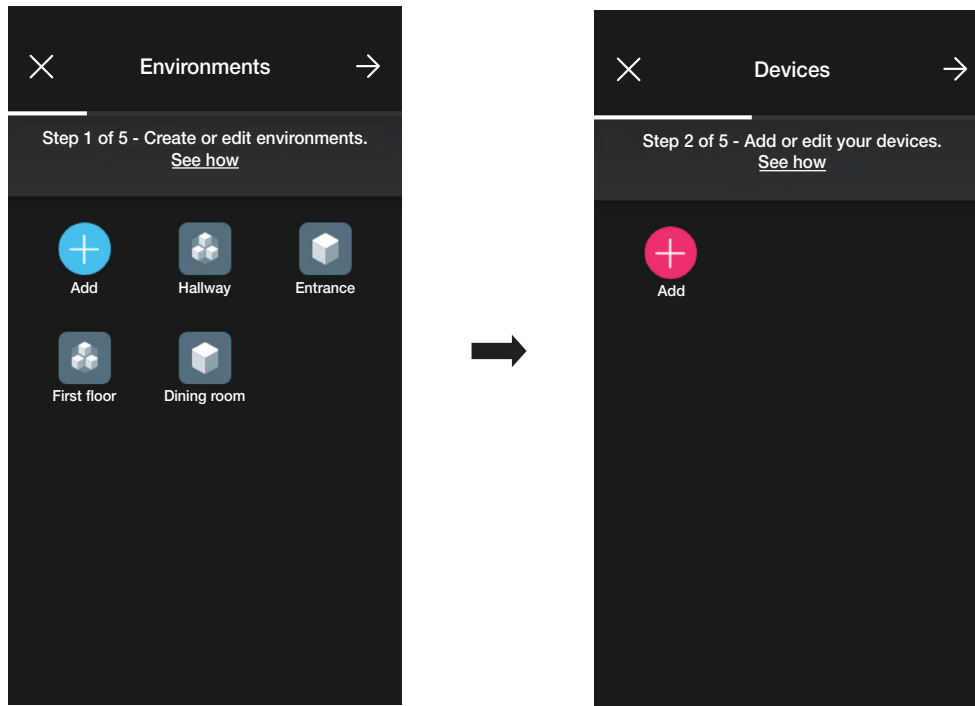 Environments
Step 1 of 5 - Create or edit environments.
See how
Add
Hallway
Entrance
First floor
Dining room
Devices
Step 2 of 5 - Add or edit your devices.
See how
Add